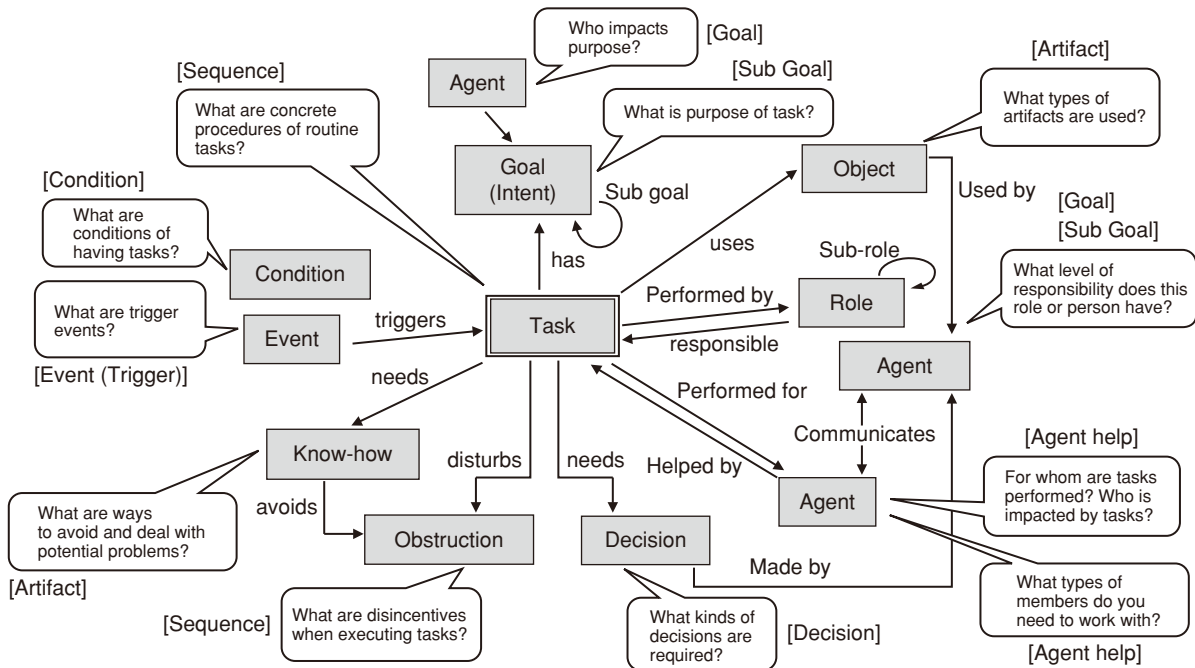 Who impacts
purpose?
[Goal]
[Sequence]
Agent
[Sub Goal]
[Artifact]
What are concrete
procedures of routine
tasks?
What is purpose of task?
What types of
artifacts are used?
Goal
(Intent)
Sub goal
Object
Used by
[Condition]
What are
conditions of
having tasks?
Condition
has
uses
[Goal]
[Sub Goal]
Sub-role
What level of
responsibility does this
role or person have?
What are trigger
events?
Event
triggers
Task
Performed by
Role
responsible
[Event (Trigger)]
needs
Agent
Performed for
Know-how
disturbs
needs
Helped by
Communicates
[Agent help]
What are ways
to avoid and deal with
potential problems?
avoids
Agent
For whom are tasks
performed? Who is
impacted by tasks?
Obstruction
Decision
Made by
[Artifact]
[Sequence]
What are disincentives
when executing tasks?
What kinds of
decisions are
required?
[Decision]
What types of
members do you
need to work with?
[Agent help]